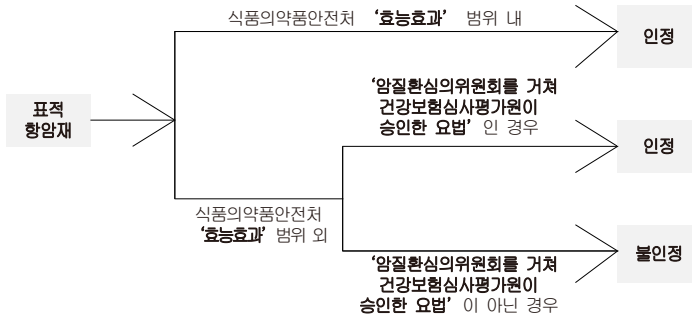 식품의약품안전처 ‘효능효과’ 범위 내
인정
표적
항암재
‘암질환심의위원회를 거쳐
건강보험심사평가원이
승인한 요법’ 인 경우
인정
식품의약품안전처
‘효능효과’ 범위 외
‘암질환심의위원회를 거쳐
건강보험심사평가원이
승인한 요법’ 이 아닌 경우
불인정